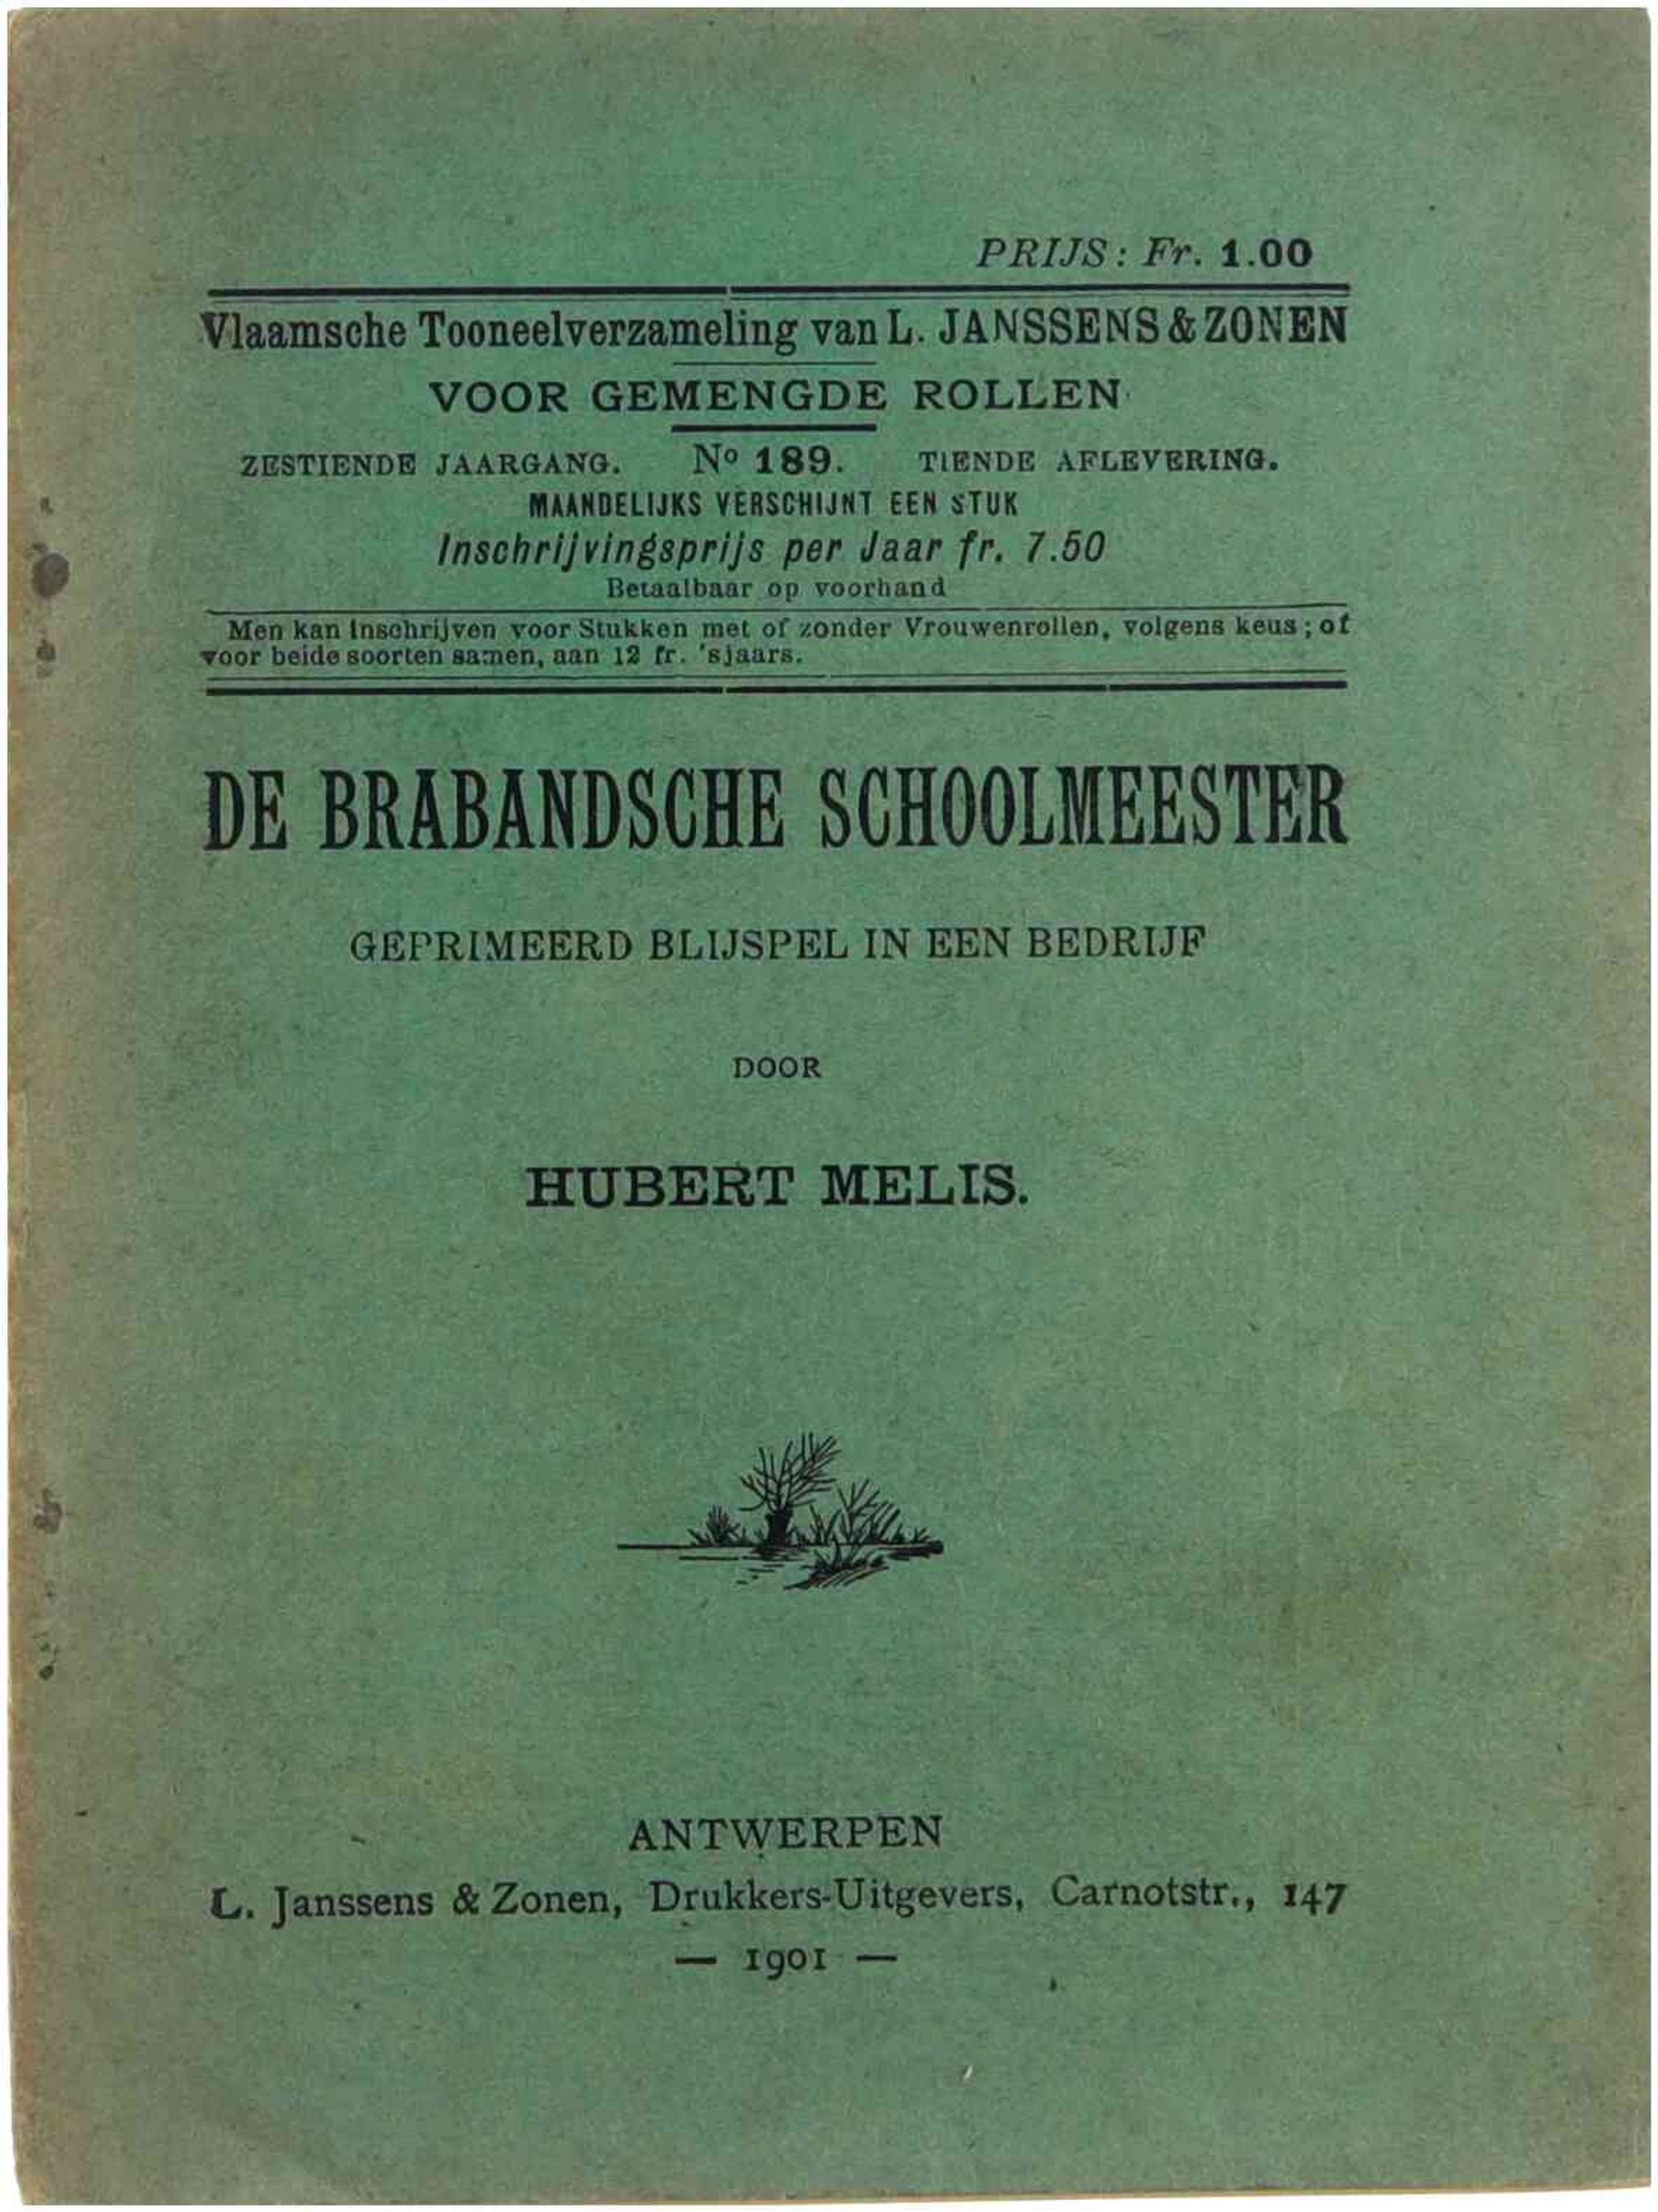 PRIJS: Fr. 1.00
Vlaamsche Tooneelverzameling van L. JANSSENS & ZONEN
VOOR GEMENGDE ROLLEN
ZESTIENDE JAARGANG. Nº 189. TIENDE AFLEVERING.
MAANDELIJKS VERSCHIJNT EEN STUK
Inschrijvingsprijs per Jaar fr. 7.50
Betaalbaar op voorhand
Men kan inschrijven voor Stukken met of zonder Vrouwenrollen, volgens keus; of
voor beide soorten samen, aan 12 fr. 'sjaars.
DE BRABANDSCHE SCHOOLMEESTER
GEPRIMEERD BLIJSPEL IN EEN BEDRIJF
DOOR
HUBERT MELIS.
ANTWERPEN
L. Janssens & Zonen, Drukkers-Uitgevers, Carnotstr., 147
— 1901 —